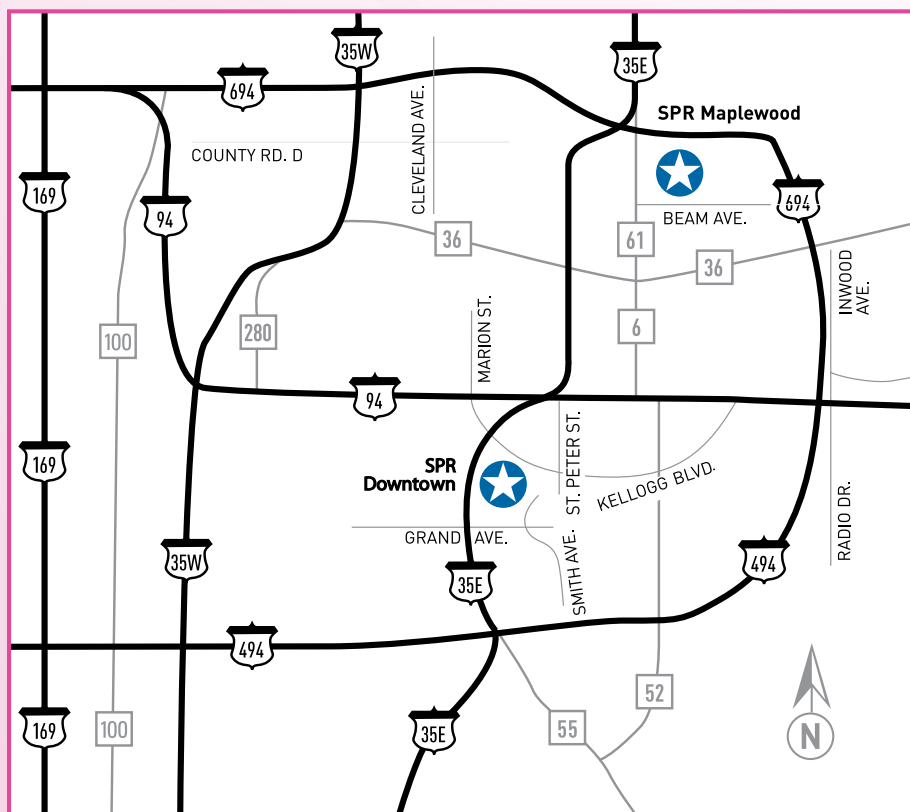 35W
35E
694
SPR Maplewood
CLEVELAND AVE.
COUNTY RD. D
169
94
694
BEAM AVE.
36
61
36
INWOOD
AVE.
100
280
MARION ST.
6
94
169
SPR
Downtown
ST. PETER ST.
KELLOGG BLVD.
GRAND AVE.
SMITH AVE.
RADIO DR.
35W
35E
494
494
52
169
100
35E
55
N